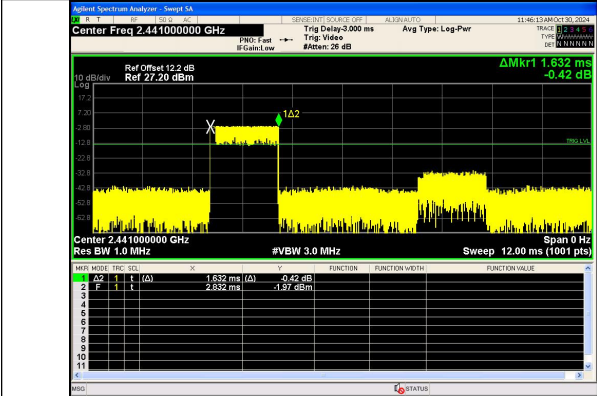 Agilent Spectrum Analyzer - Swept SA
R T RF 50 Ω AC SENSE:INT SOURCE OFF ALIGN AUTO 11:46:13 AM Oct 30, 2024
Center Freq 2.441000000 GHz
Trig Delay-3.000 ms Avg Type: Log-Pwr TRACE 1 2 3 4 5 6
PNO: Fast Trig: Video TYPE
IFGain:Low #Atten: 26 dB DET N N N N N N
ΔMkr1 1.632 ms
-0.42 dB
Ref Offset 12.2 dB
10 dB/div Ref 27.20 dBm
Log
17.2
7.20
-2.80
-12.8
-22.8
-32.8
-42.8
-52.8
-62.8
X
1Δ2
TRIG LVL
Center 2.441000000 GHz Span 0 Hz
Res BW 1.0 MHz #VBW 3.0 MHz Sweep 12.00 ms (1001 pts)
MKR MODE TRC SCL X Y FUNCTION FUNCTION WIDTH FUNCTION VALUE
1 Δ2 1 t (Δ) 1.632 ms (Δ) -0.42 dB
2 F 1 t 2.832 ms -1.97 dBm
3
4
5
6
7
8
9
10
11
MSG STATUS